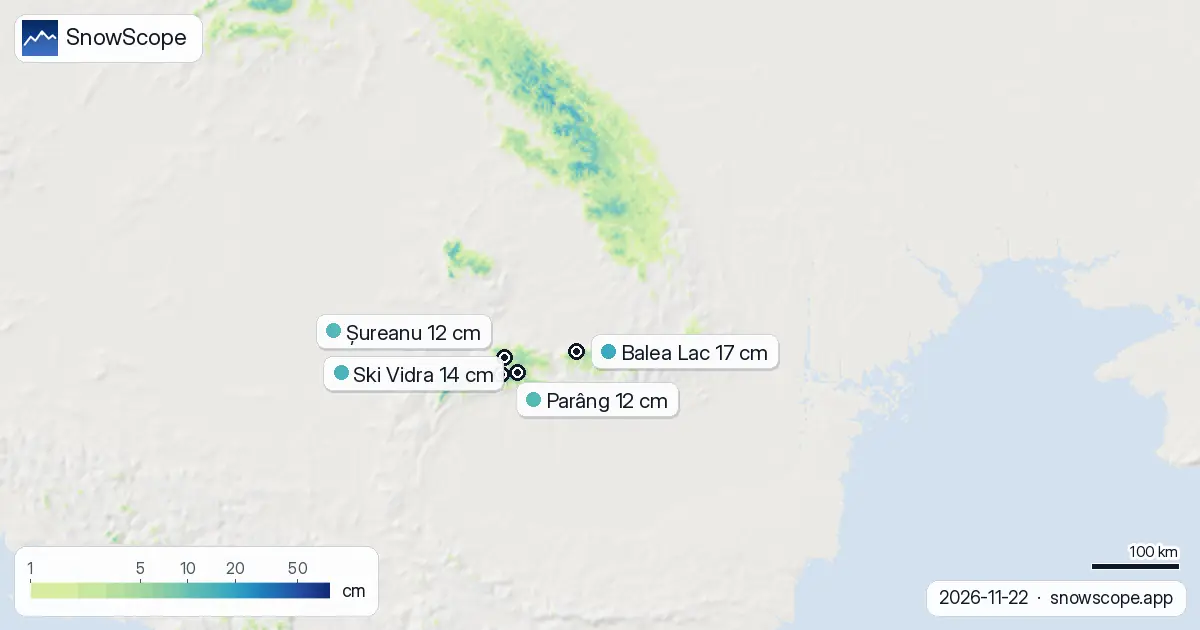 SnowScope
Șureanu 12 cm
Balea Lac 17 cm
Ski Vidra 14 cm
Parâng 12 cm
1 5 10 20 50
cm
100 km
2026-11-22 · snowscope.app